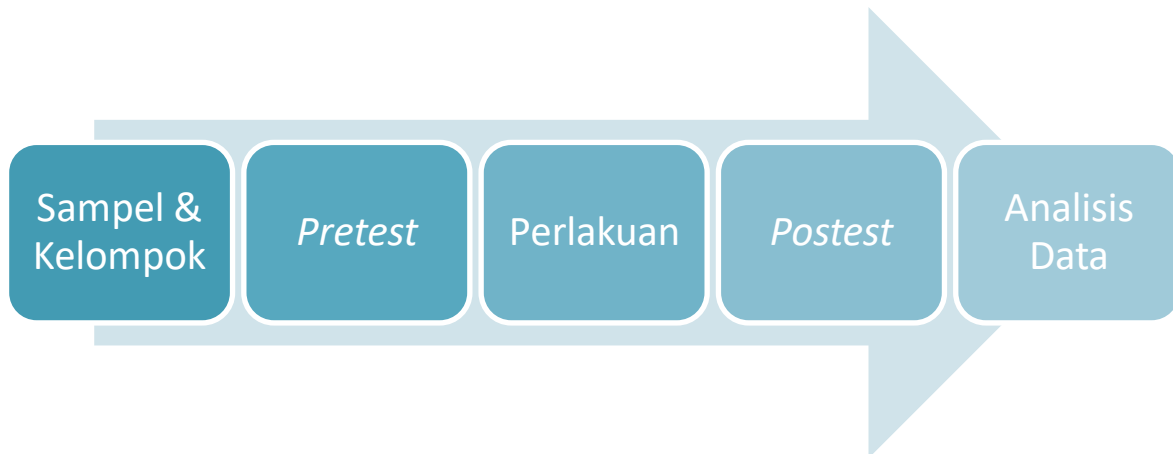 Sampel &
Kelompok
Pretest
Perlakuan
Postest
Analisis
Data